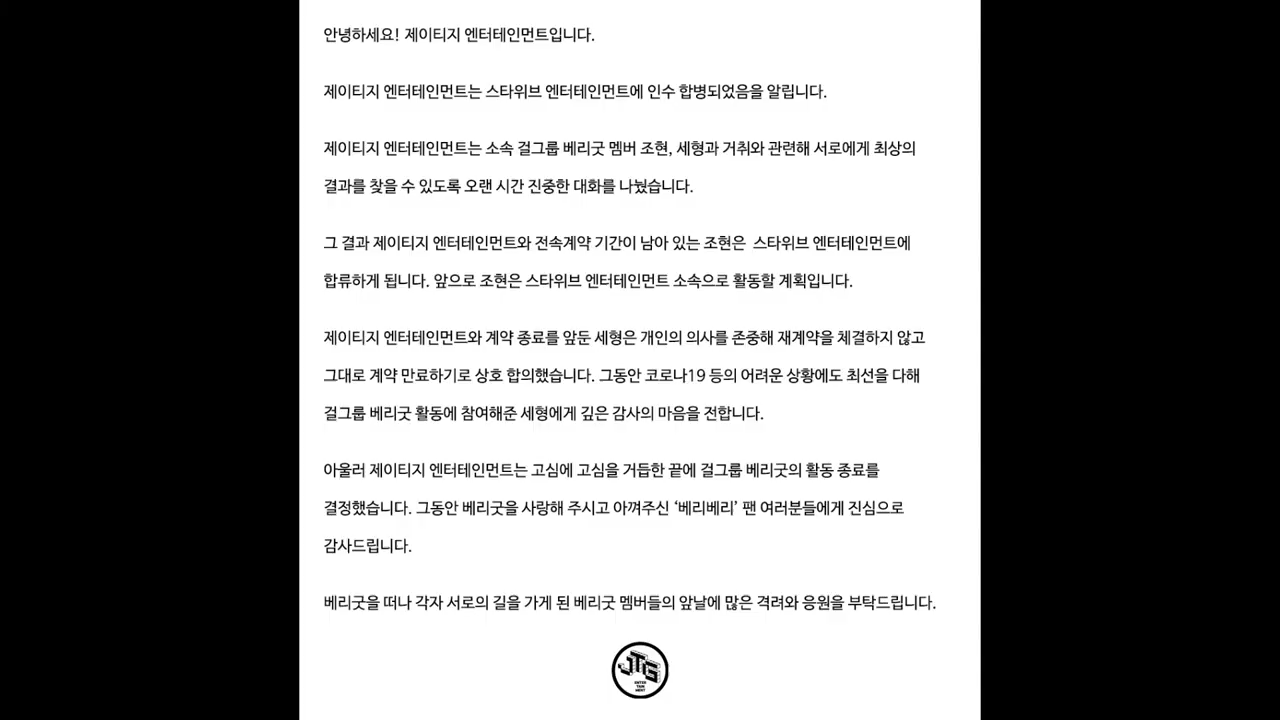 안녕하세요! 제이티지 엔터테인먼트입니다.
제이티지 엔터테인먼트는 스타위브 엔터테인먼트에 인수 합병되었음을 알립니다.
제이티지 엔터테인먼트는 소속 걸그룹 베리굿 멤버 조현, 세형과 거취와 관련해 서로에게 최상의
결과를 찾을 수 있도록 오랜 시간 진중한 대화를 나눴습니다.
그 결과 제이티지 엔터테인먼트와 전속계약 기간이 남아 있는 조현은 스타위브 엔터테인먼트에
합류하게 됩니다. 앞으로 조현은 스타위브 엔터테인먼트 소속으로 활동할 계획입니다.
제이티지 엔터테인먼트와 계약 종료를 앞둔 세형은 개인의 의사를 존중해 재계약을 체결하지 않고
그대로 계약 만료하기로 상호 합의했습니다. 그동안 코로나19 등의 어려운 상황에도 최선을 다해
걸그룹 베리굿 활동에 참여해준 세형에게 깊은 감사의 마음을 전합니다.
아울러 제이티지 엔터테인먼트는 고심에 고심을 거듭한 끝에 걸그룹 베리굿의 활동 종료를
결정했습니다. 그동안 베리굿을 사랑해 주시고 아껴주신 ‘베리베리’ 팬 여러분들에게 진심으로
감사드립니다.
베리굿을 떠나 각자 서로의 길을 가게 된 베리굿 멤버들의 앞날에 많은 격려와 응원을 부탁드립니다.
JTG
ENTER
TAIN
MENT